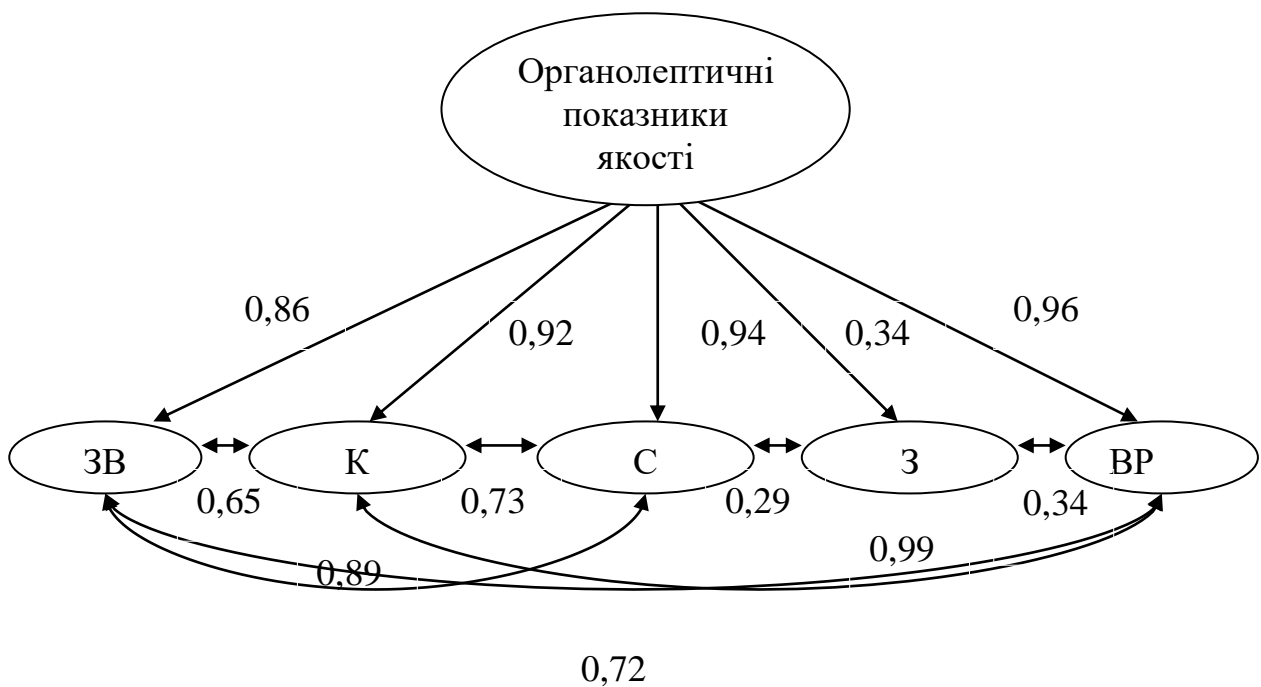 Органолептичні
показники
якості
0,86
0,92
0,94
0,34
0,96
ЗВ
К
С
З
ВР
0,65
0,73
0,29
0,34
0,99
0,89
0,72